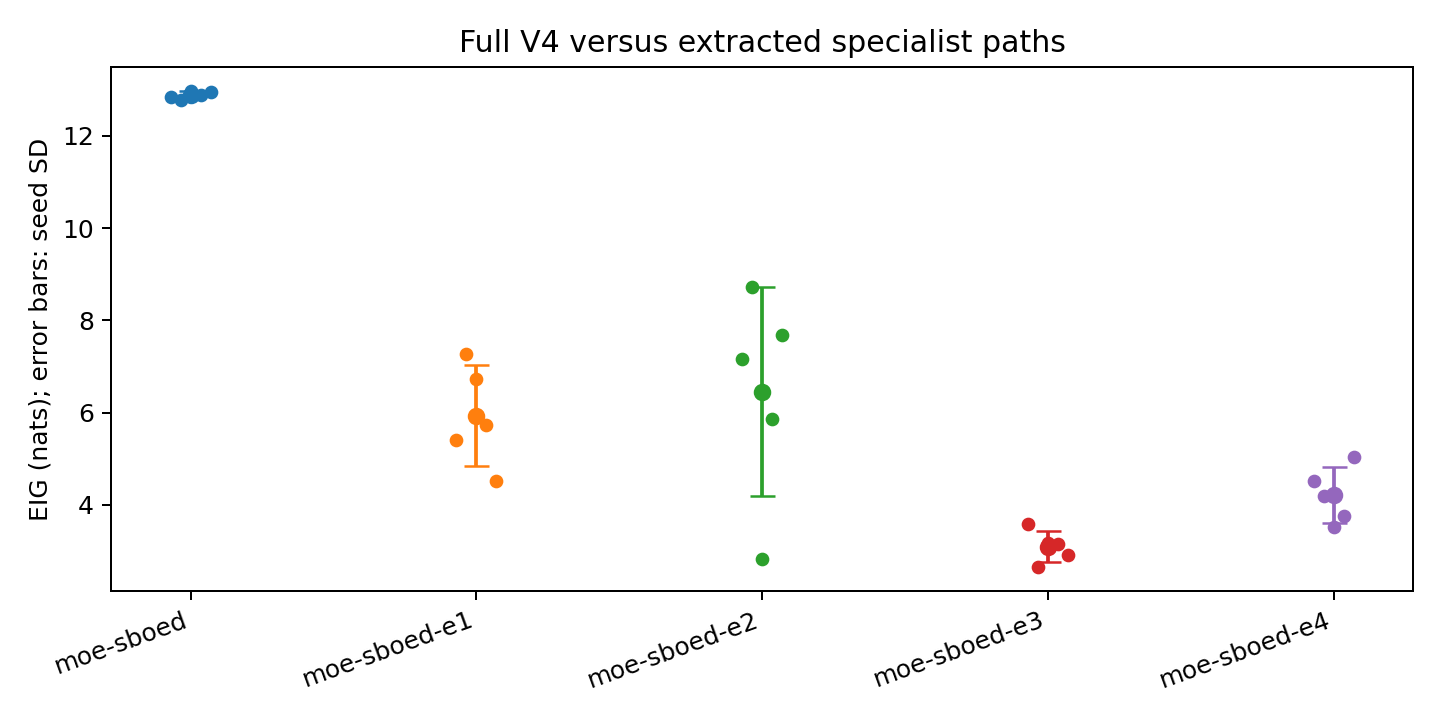 Full V4 versus extracted specialist paths
EIG (nats); error bars: seed SD
12
10
8
6
4
moe-sboed
moe-sboed-e1
moe-sboed-e2
moe-sboed-e3
moe-sboed-e4